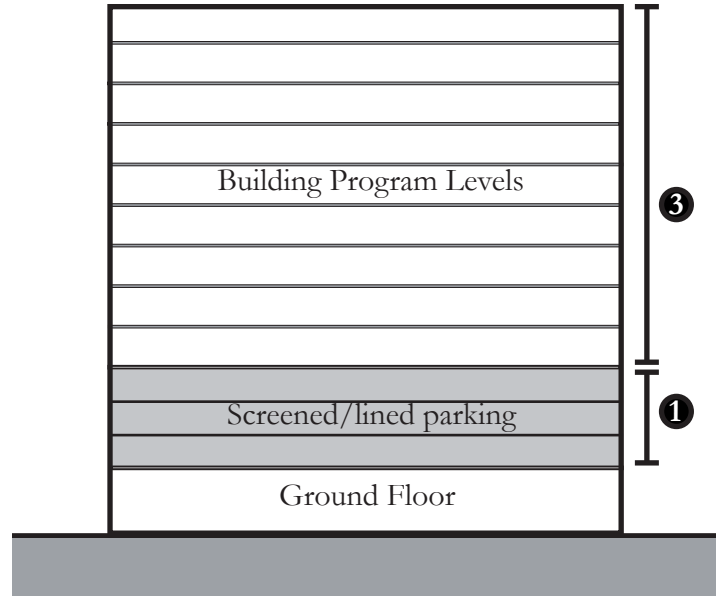 Building Program Levels
3
Screened/lined parking
1
Ground Floor